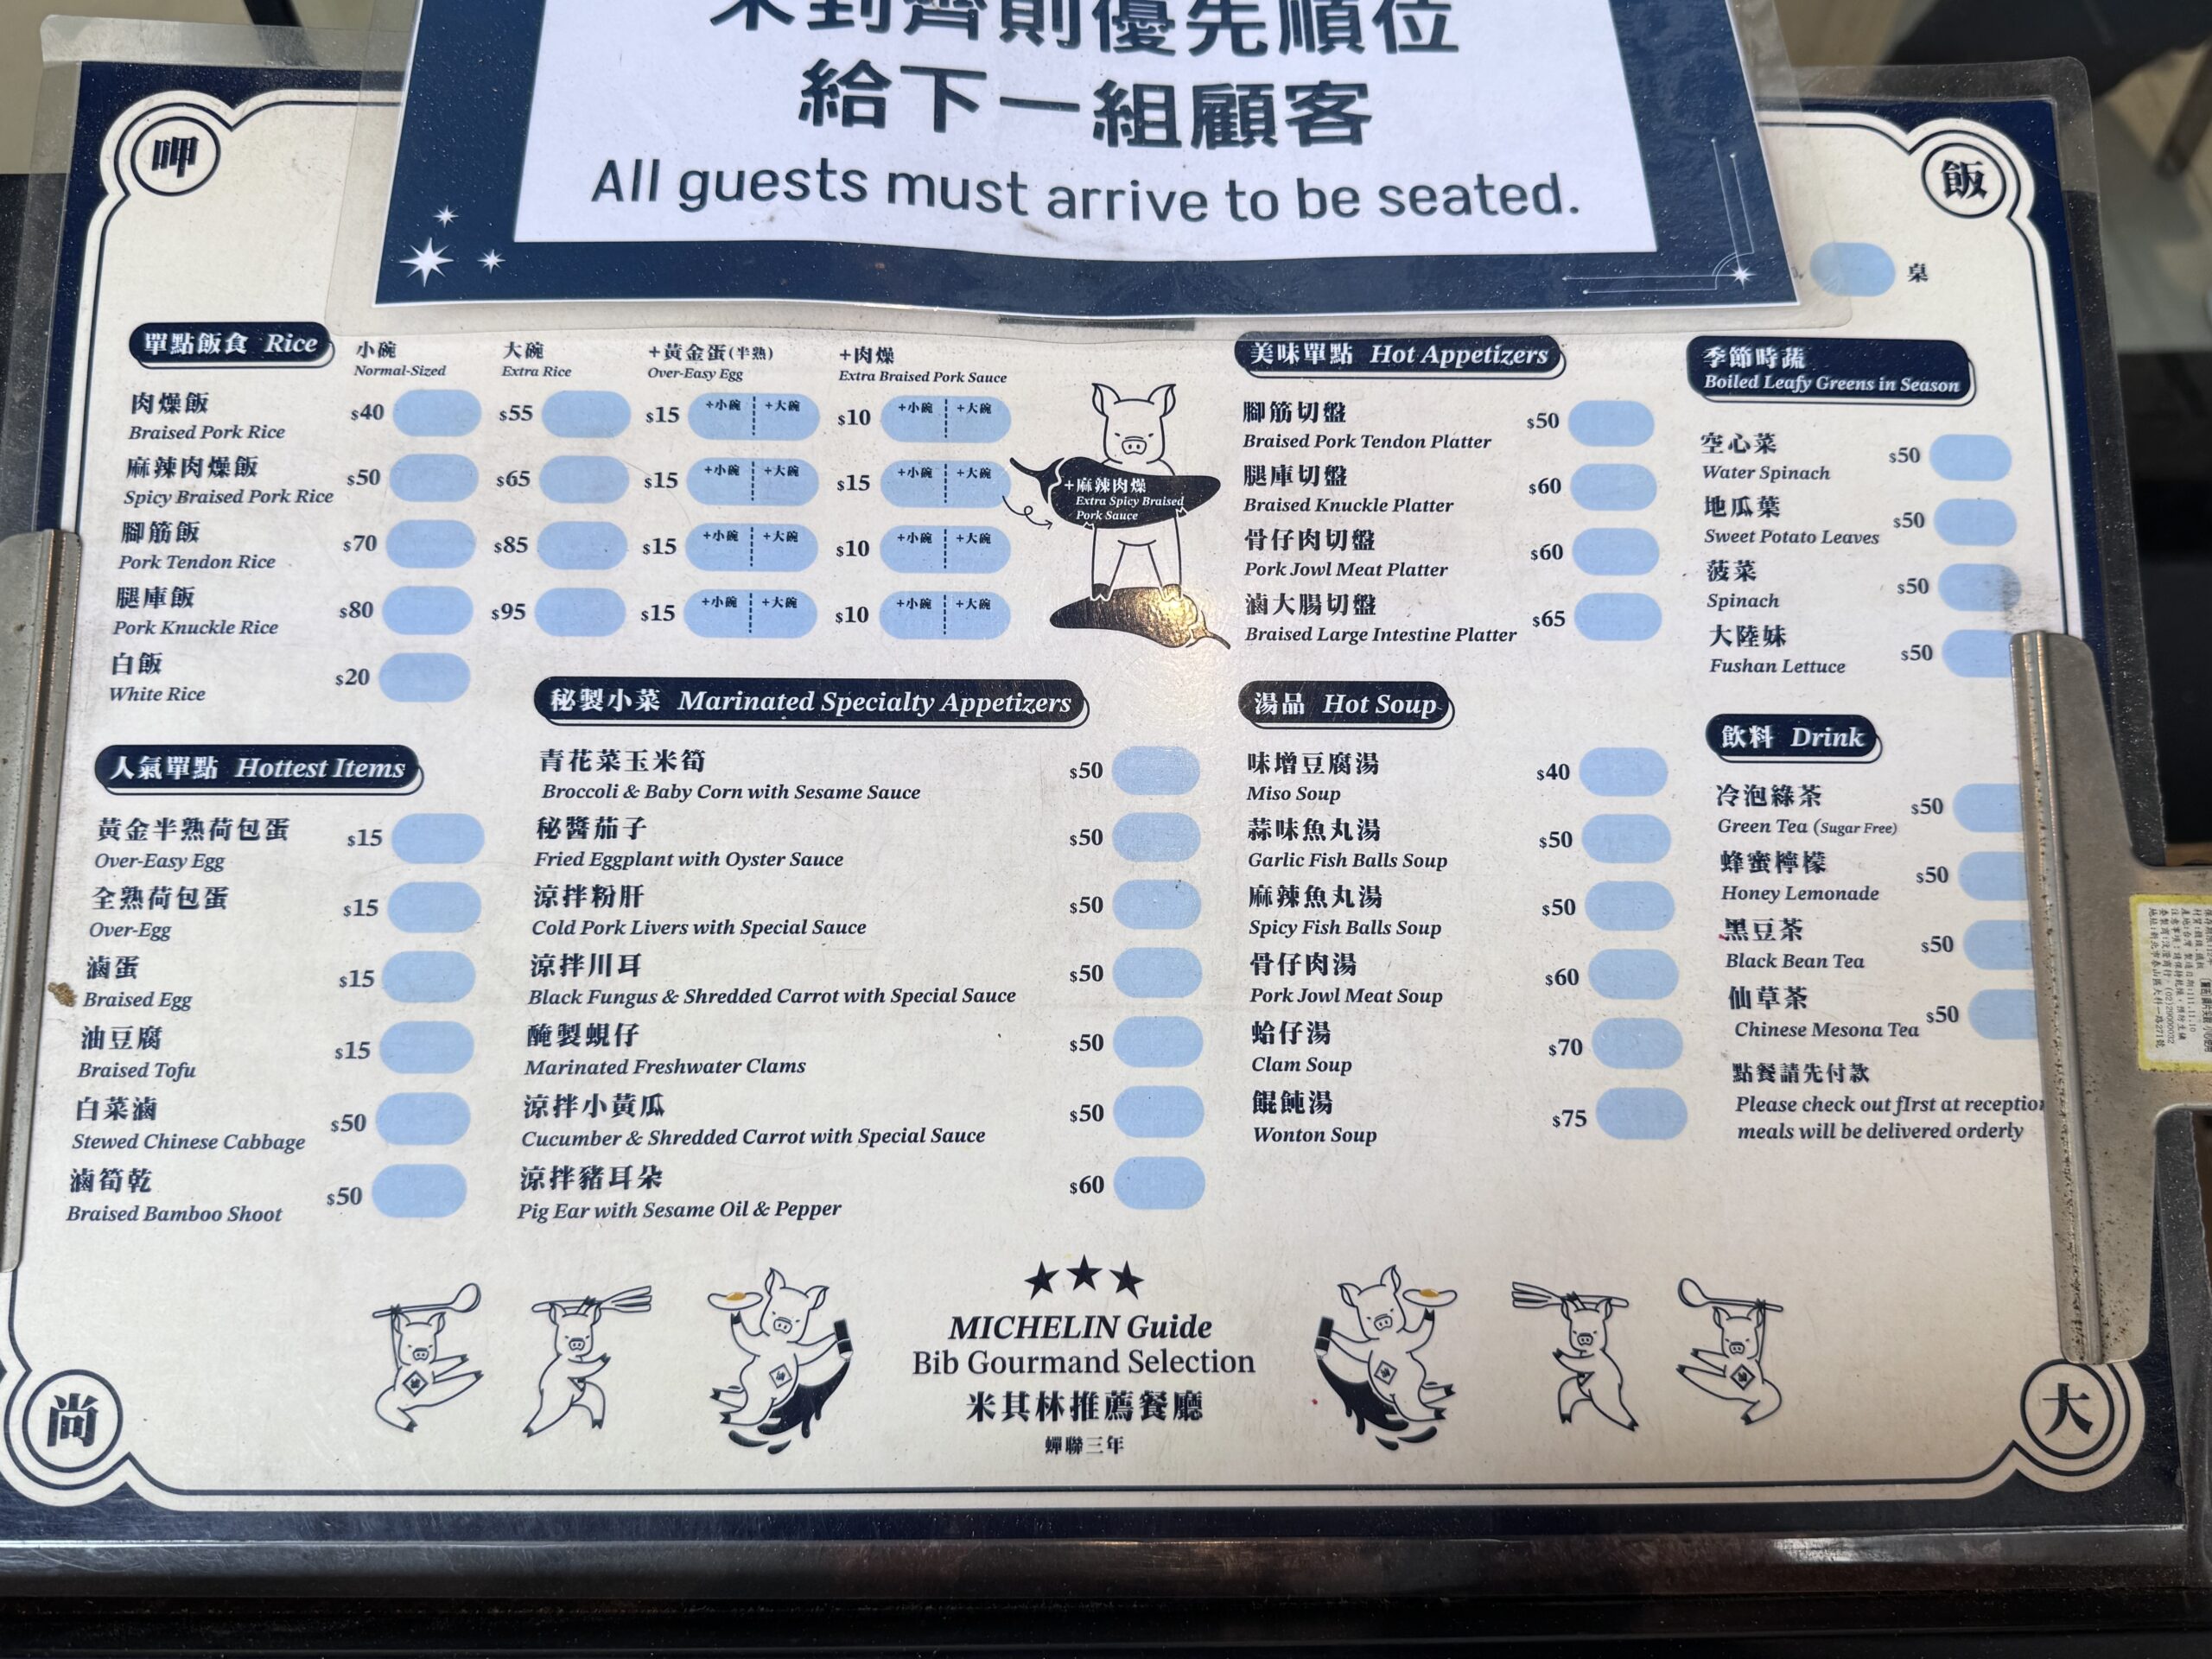 未到齊則優先順位
給下一組顧客
All guests must arrive to be seated.
呷
飯
桌
單點飯食 Rice
小碗
Normal-Sized
大碗
Extra Rice
+黃金蛋(半熟)
Over-Easy Egg
+肉燥
Extra Braised Pork Sauce
肉燥飯 $40 $55 $15 +小碗 +大碗 $10 +小碗 +大碗
Braised Pork Rice
麻辣肉燥飯 $50 $65 $15 +小碗 +大碗 $15 +小碗 +大碗
Spicy Braised Pork Rice
腳筋飯 $70 $85 $15 +小碗 +大碗 $10 +小碗 +大碗
Pork Tendon Rice
腿庫飯 $80 $95 $15 +小碗 +大碗 $10 +小碗 +大碗
Pork Knuckle Rice
白飯 $20
White Rice
+麻辣肉燥
Extra Spicy Braised
Pork Sauce
人氣單點 Hottest Items
黃金半熟荷包蛋 $15
Over-Easy Egg
全熟荷包蛋 $15
Over-Egg
滷蛋 $15
Braised Egg
油豆腐 $15
Braised Tofu
白菜滷 $50
Stewed Chinese Cabbage
滷筍乾 $50
Braised Bamboo Shoot
秘製小菜 Marinated Specialty Appetizers
青花菜玉米筍 $50
Broccoli & Baby Corn with Sesame Sauce
秘醬茄子 $50
Fried Eggplant with Oyster Sauce
涼拌粉肝 $50
Cold Pork Livers with Special Sauce
涼拌川耳 $50
Black Fungus & Shredded Carrot with Special Sauce
醃製蜆仔 $50
Marinated Freshwater Clams
涼拌小黃瓜 $50
Cucumber & Shredded Carrot with Special Sauce
涼拌豬耳朵 $60
Pig Ear with Sesame Oil & Pepper
美味單點 Hot Appetizers
腳筋切盤 $50
Braised Pork Tendon Platter
腿庫切盤 $60
Braised Knuckle Platter
骨仔肉切盤 $60
Pork Jowl Meat Platter
滷大腸切盤 $65
Braised Large Intestine Platter
湯品 Hot Soup
味增豆腐湯 $40
Miso Soup
蒜味魚丸湯 $50
Garlic Fish Balls Soup
麻辣魚丸湯 $50
Spicy Fish Balls Soup
骨仔肉湯 $60
Pork Jowl Meat Soup
蛤仔湯 $70
Clam Soup
餛飩湯 $75
Wonton Soup
季節時蔬
Boiled Leafy Greens in Season
空心菜 $50
Water Spinach
地瓜葉 $50
Sweet Potato Leaves
菠菜 $50
Spinach
大陸妹 $50
Fushan Lettuce
飲料 Drink
冷泡綠茶 $50
Green Tea (Sugar Free)
蜂蜜檸檬 $50
Honey Lemonade
黑豆茶 $50
Black Bean Tea
仙草茶 $50
Chinese Mesona Tea
點餐請先付款
Please check out fIrst at reception
meals will be delivered orderly
MICHELIN Guide
Bib Gourmand Selection
米其林推薦餐廳
蟬聯三年
尚
大